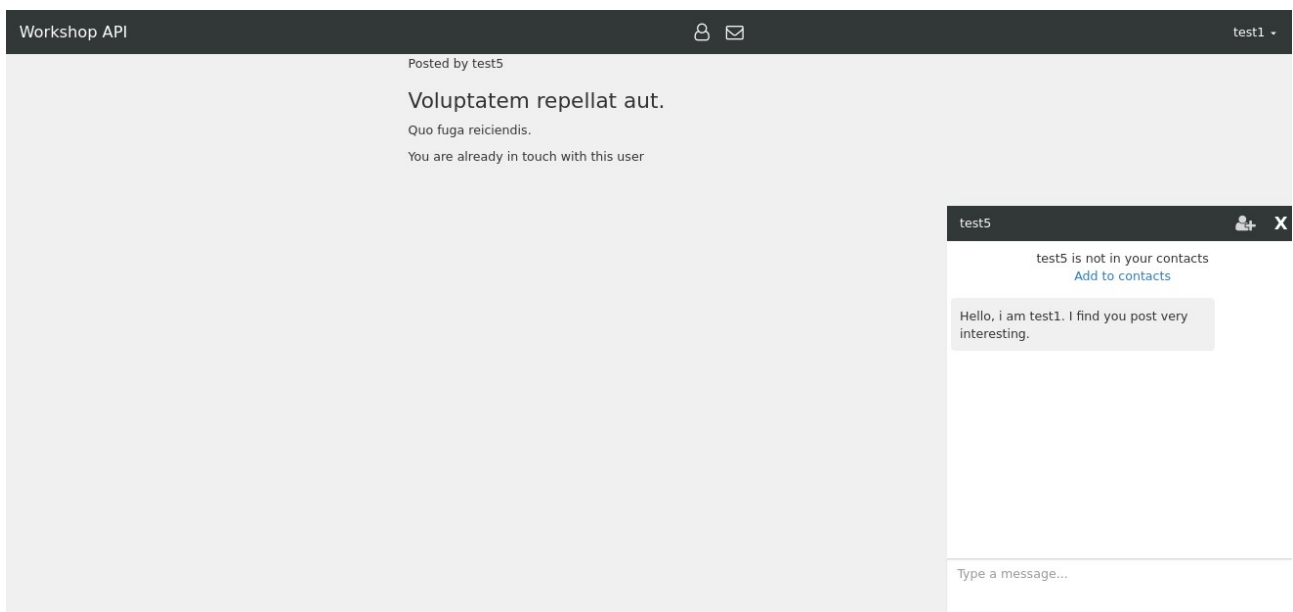 Workshop API
test1
Posted by test5
Voluptatem repellat aut.
Quo fuga reiciendis.
You are already in touch with this user
test5
X
test5 is not in your contacts
Add to contacts
Hello, i am test1. I find you post very
interesting.
Type a message...